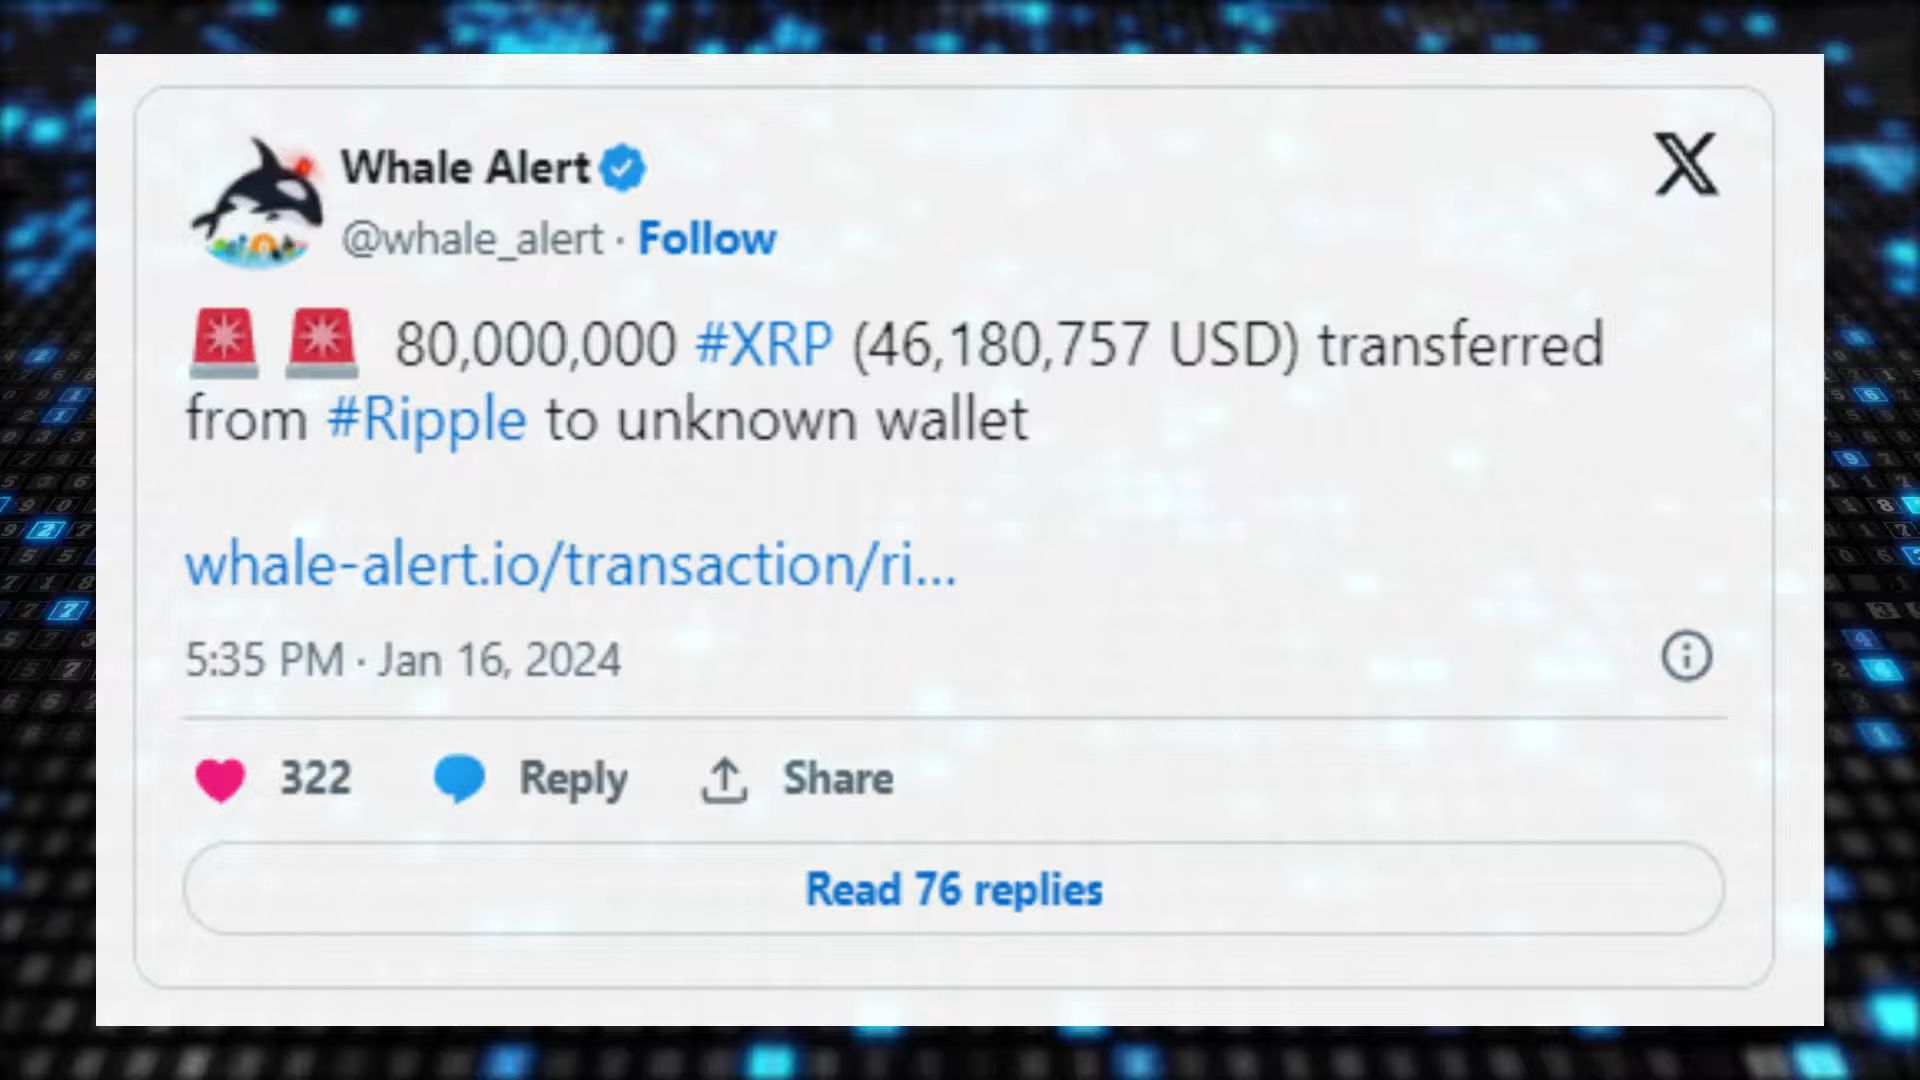 Whale Alert
@whale_alert · Follow
🚨 🚨 80,000,000 #XRP (46,180,757 USD) transferred
from #Ripple to unknown wallet
whale-alert.io/transaction/ri...
5:35 PM · Jan 16, 2024
322 Reply Share
Read 76 replies